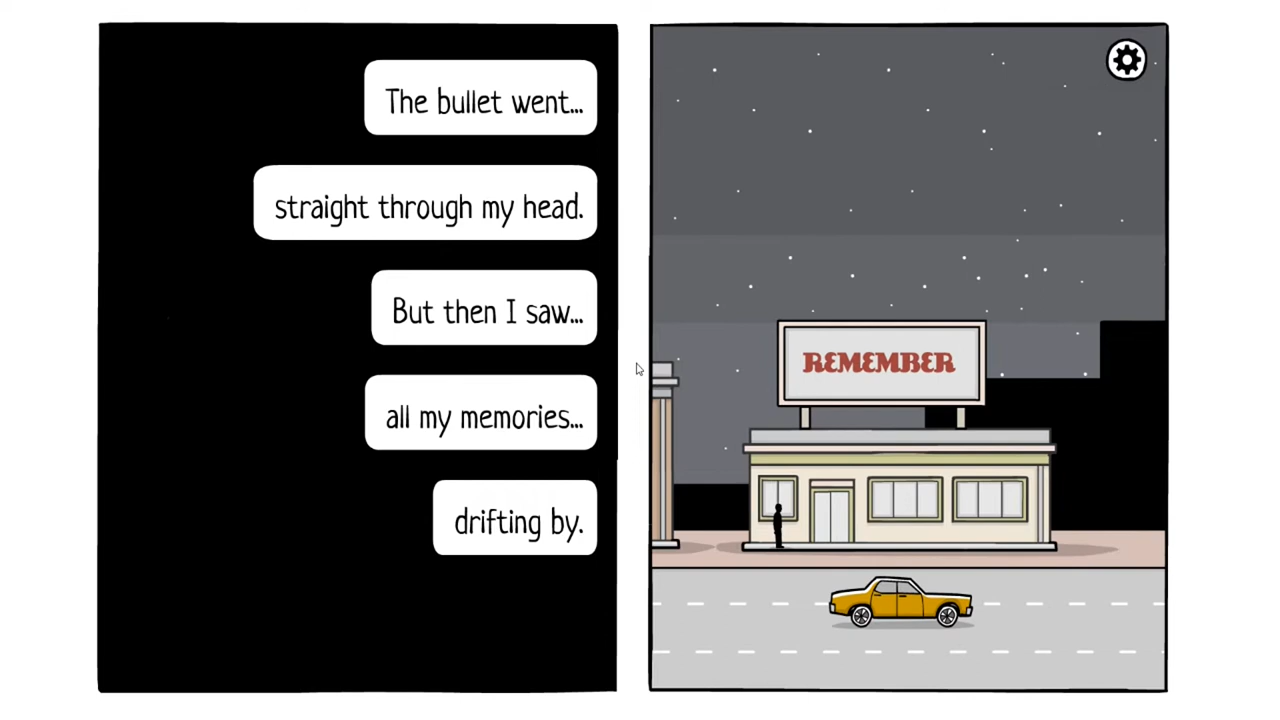 The bullet went...
straight through my head.
But then I saw...
all my memories...
drifting by.
REMEMBER